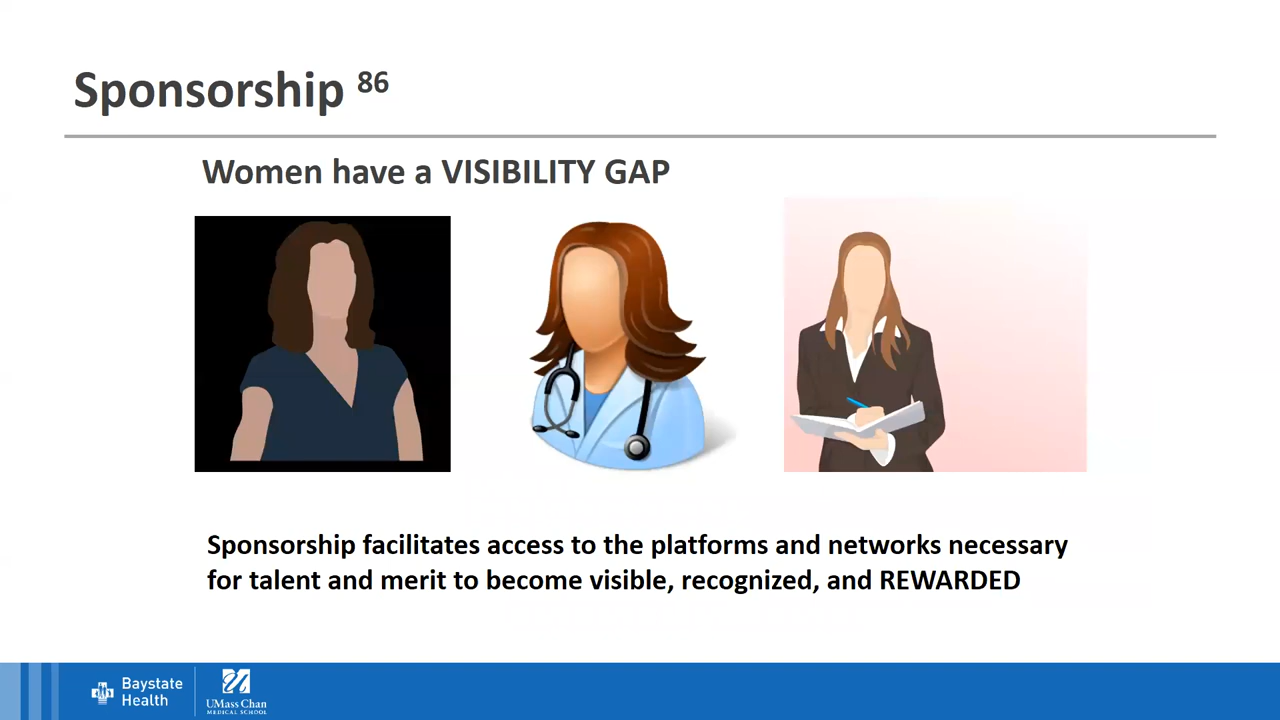 Sponsorship 86
Women have a VISIBILITY GAP
Sponsorship facilitates access to the platforms and networks necessary
for talent and merit to become visible, recognized, and REWARDED
Baystate
Health
UMass Chan
MEDICAL SCHOOL